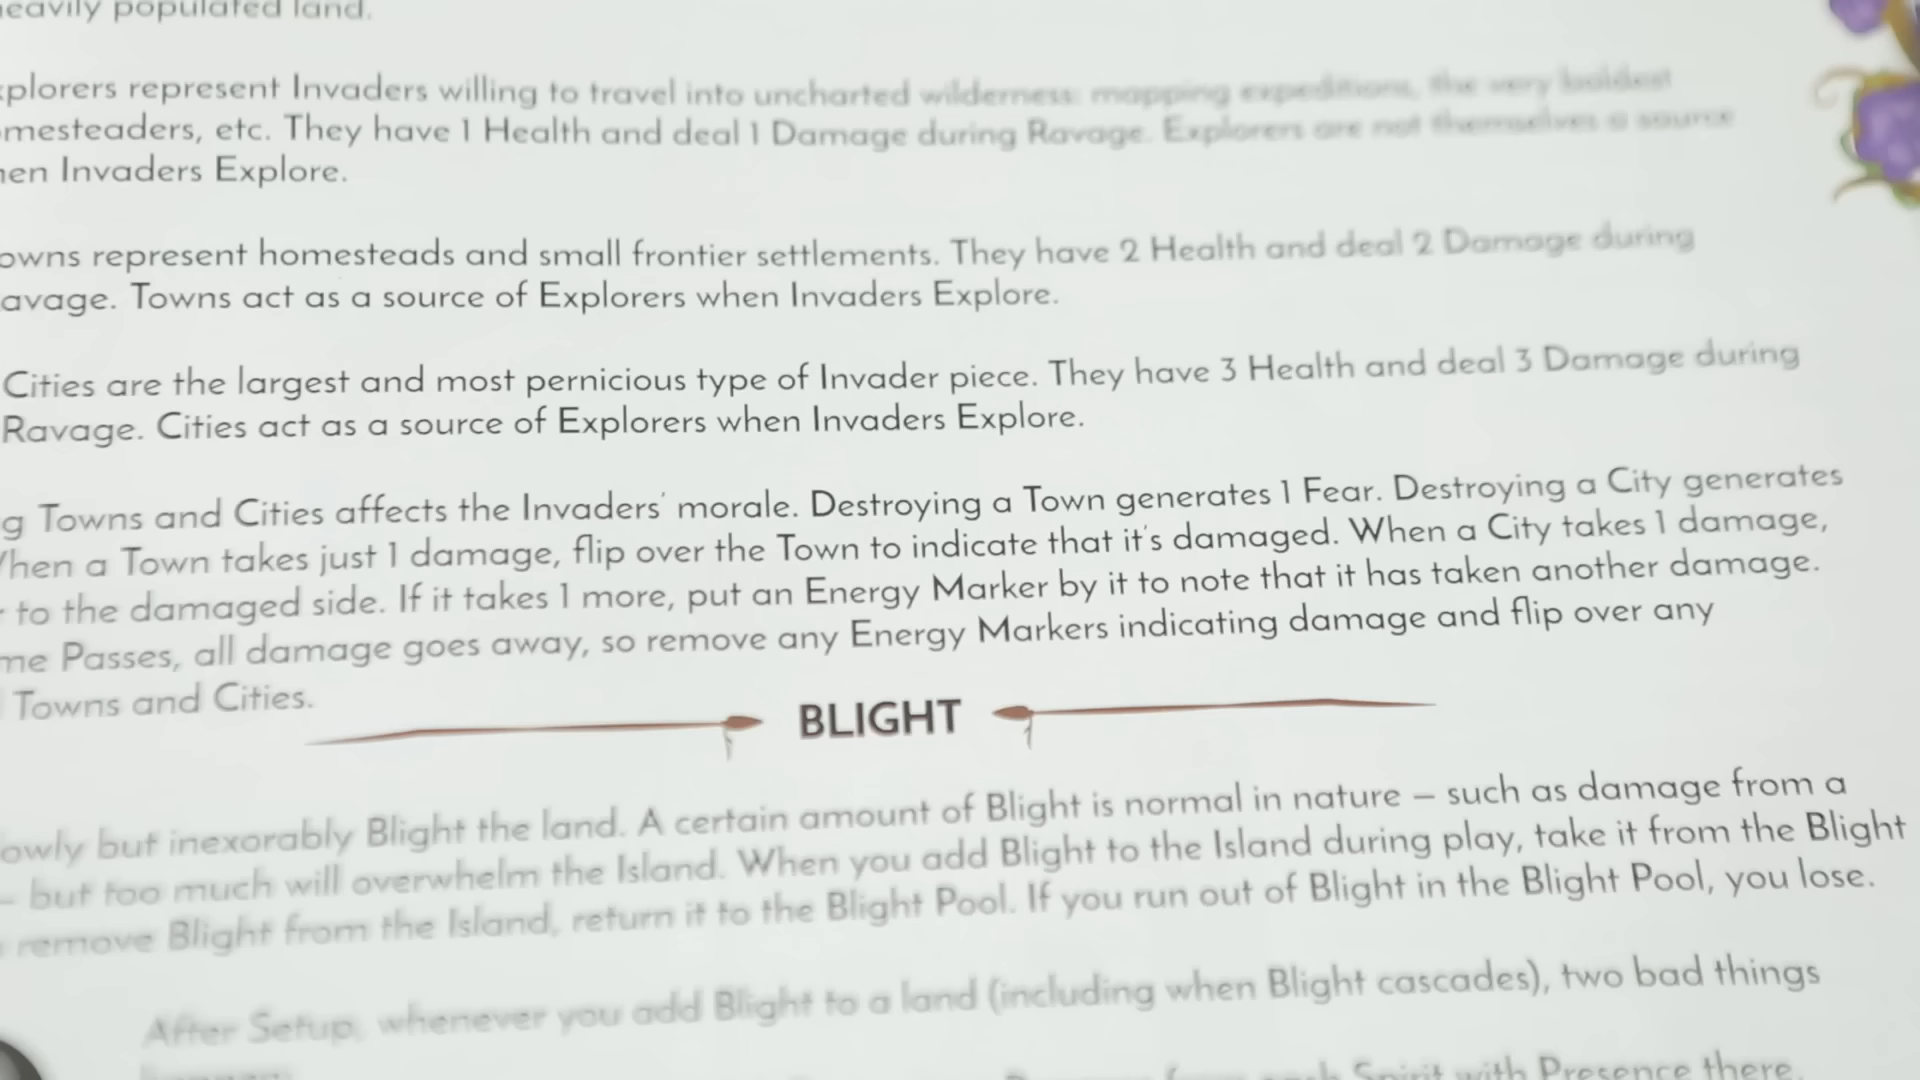 heavily populated land.
xplorers represent Invaders willing to travel into uncharted wilderness: mapping expeditions, the very boldest
omesteaders, etc. They have 1 Health and deal 1 Damage during Ravage. Explorers are not themselves a source
hen Invaders Explore.
owns represent homesteads and small frontier settlements. They have 2 Health and deal 2 Damage during
avage. Towns act as a source of Explorers when Invaders Explore.
Cities are the largest and most pernicious type of Invader piece. They have 3 Health and deal 3 Damage during
Ravage. Cities act as a source of Explorers when Invaders Explore.
g Towns and Cities affects the Invaders' morale. Destroying a Town generates 1 Fear. Destroying a City generates
When a Town takes just 1 damage, flip over the Town to indicate that it's damaged. When a City takes 1 damage,
to the damaged side. If it takes 1 more, put an Energy Marker by it to note that it has taken another damage.
me Passes, all damage goes away, so remove any Energy Markers indicating damage and flip over any
Towns and Cities.
BLIGHT
owly but inexorably Blight the land. A certain amount of Blight is normal in nature – such as damage from a
– but too much will overwhelm the Island. When you add Blight to the Island during play, take it from the Blight
remove Blight from the Island, return it to the Blight Pool. If you run out of Blight in the Blight Pool, you lose.
After Setup, whenever you add Blight to a land (including when Blight cascades), two bad things
from each Spirit with Presence there.